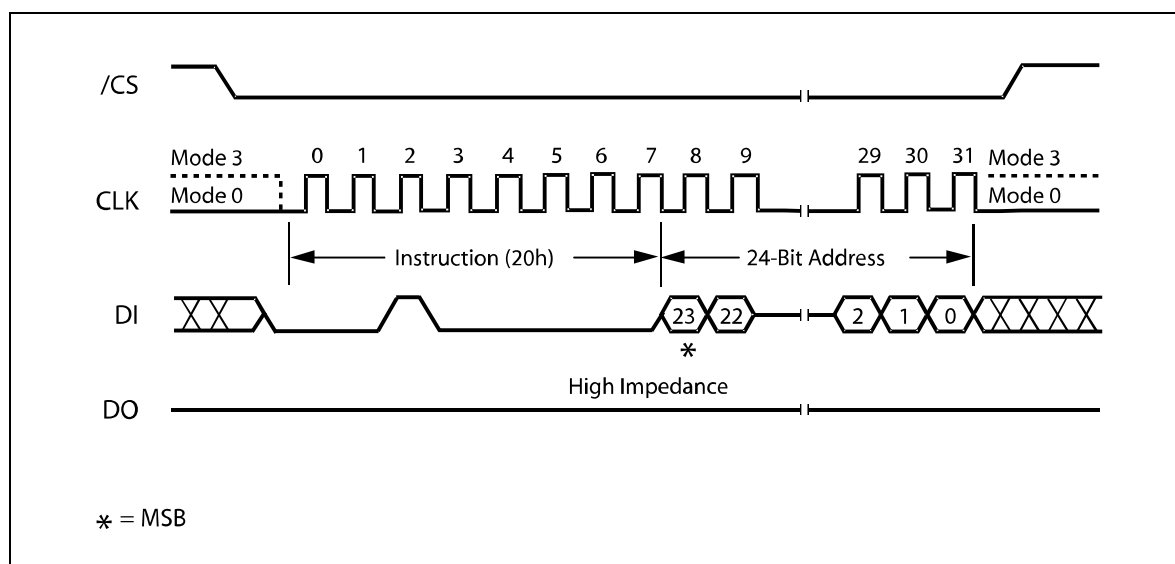 /CS
Mode 3 0 1 2 3 4 5 6 7 8 9 29 30 31 Mode 3
CLK Mode 0 Mode 0
Instruction (20h) 24-Bit Address
DI 23 22 2 1 0
*
High Impedance
DO
* = MSB